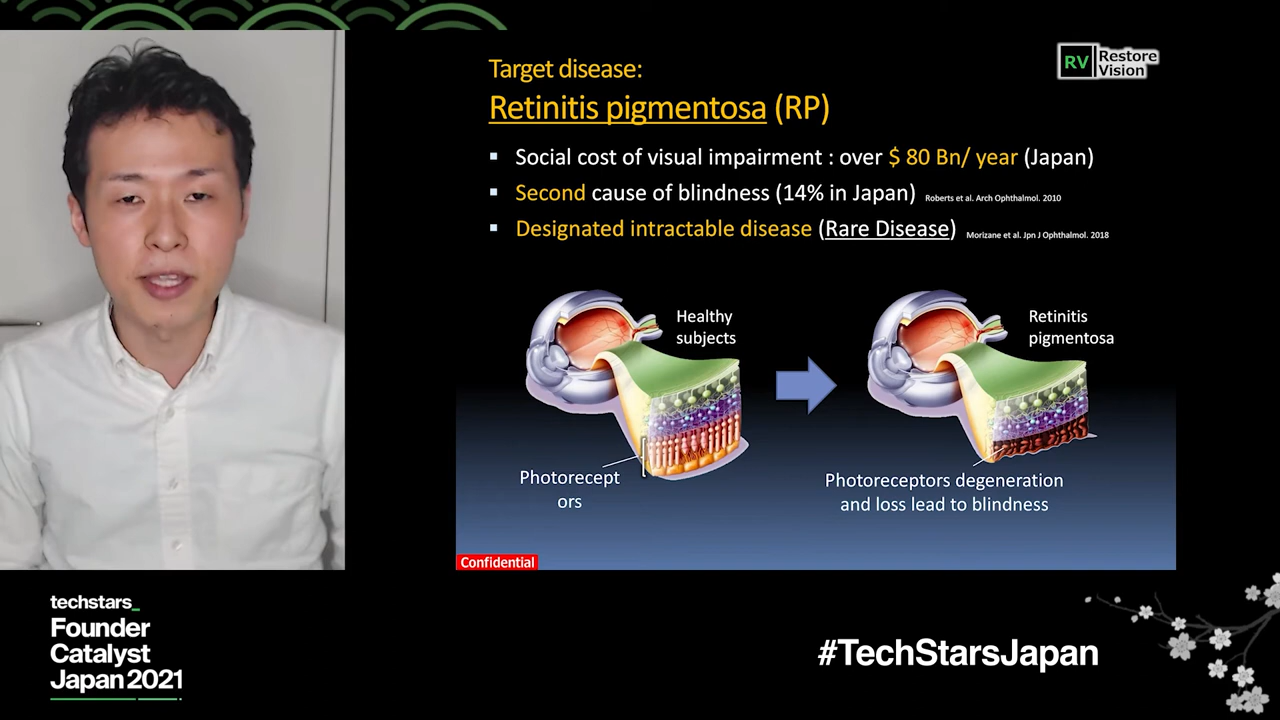 RV Restore
Vision
Target disease:
Retinitis pigmentosa (RP)
▪ Social cost of visual impairment : over $ 80 Bn/ year (Japan)
▪ Second cause of blindness (14% in Japan) Roberts et al. Arch Ophthalmol. 2010
▪ Designated intractable disease (Rare Disease) Morizane et al. Jpn J Ophthalmol. 2018
Healthy
subjects
Photorecept
ors
Retinitis
pigmentosa
Photoreceptors degeneration
and loss lead to blindness
Confidential
techstars_
Founder
Catalyst
Japan 2021
#TechStarsJapan